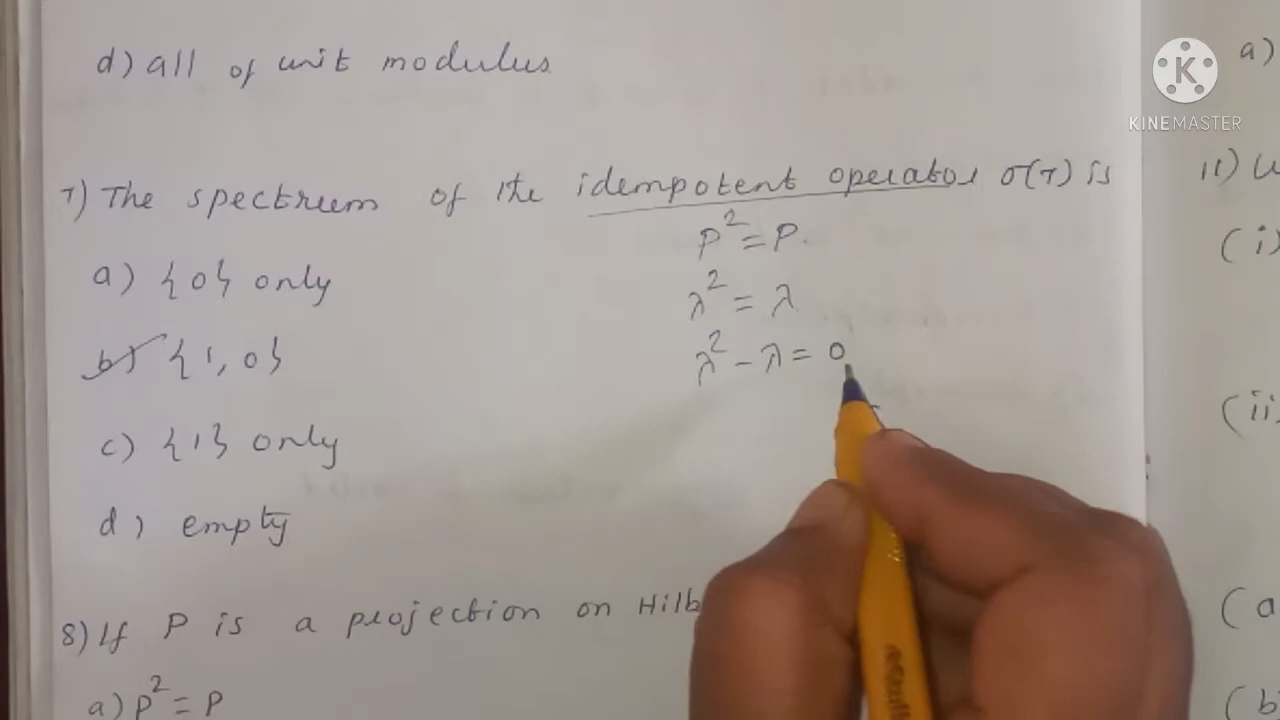 d) all of unit modulus
KINEMASTER
a)
7) The spectrum of the idempotent operator σ(T) is
P² = P.
a) {0} only
λ² = λ
b) {1, 0}
λ² - λ = 0
c) {1} only
d) empty
8) If P is a projection on Hilb
a) P² = P
11)
(i)
(ii)
(a
(b